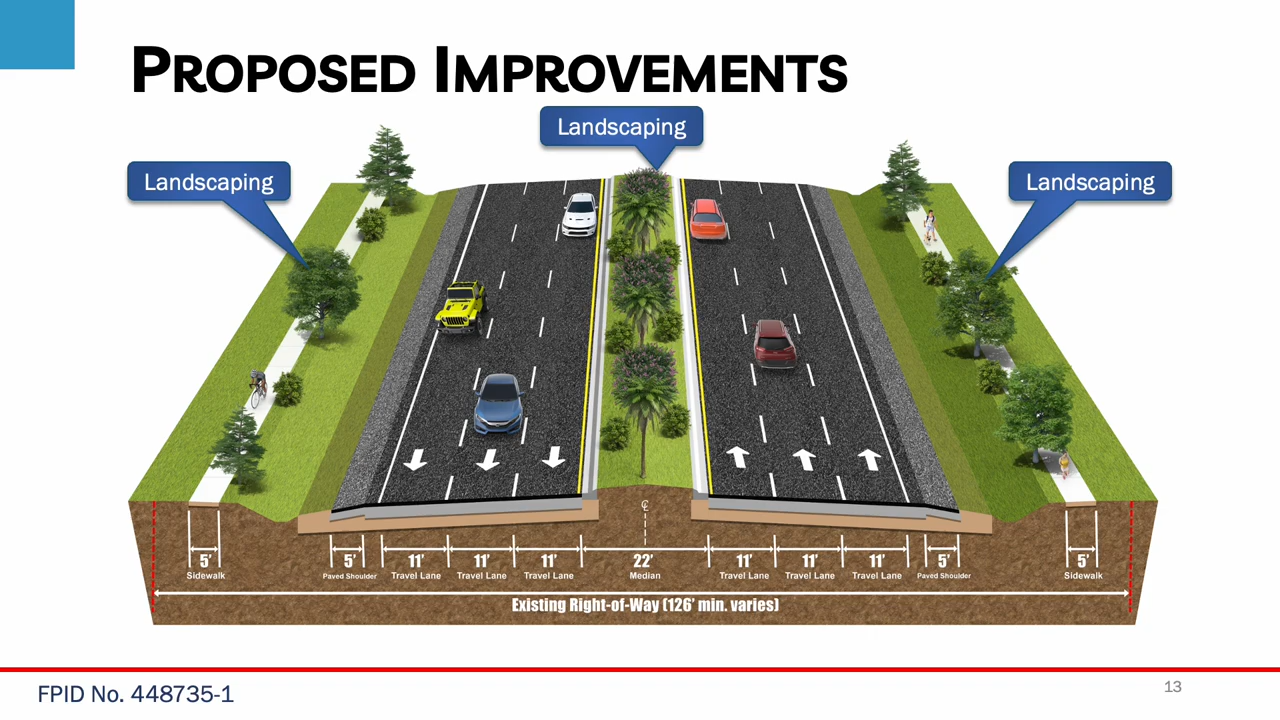 PROPOSED IMPROVEMENTS
Landscaping
Landscaping
Landscaping
℄
5'
Sidewalk
5'
Paved Shoulder
11'
Travel Lane
11'
Travel Lane
11'
Travel Lane
22'
Median
11'
Travel Lane
11'
Travel Lane
11'
Travel Lane
5'
Paved Shoulder
5'
Sidewalk
Existing Right-of-Way (126' min. varies)
FPID No. 448735-1
13